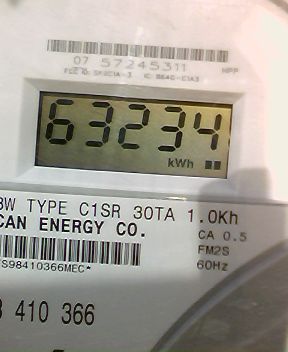 07 57245311
63234
kWh
3W TYPE C1SR 30TA 1.0Kh
CAN ENERGY CO.
CA 0.5
FM2S
60Hz
S98410366MEC*
410 366